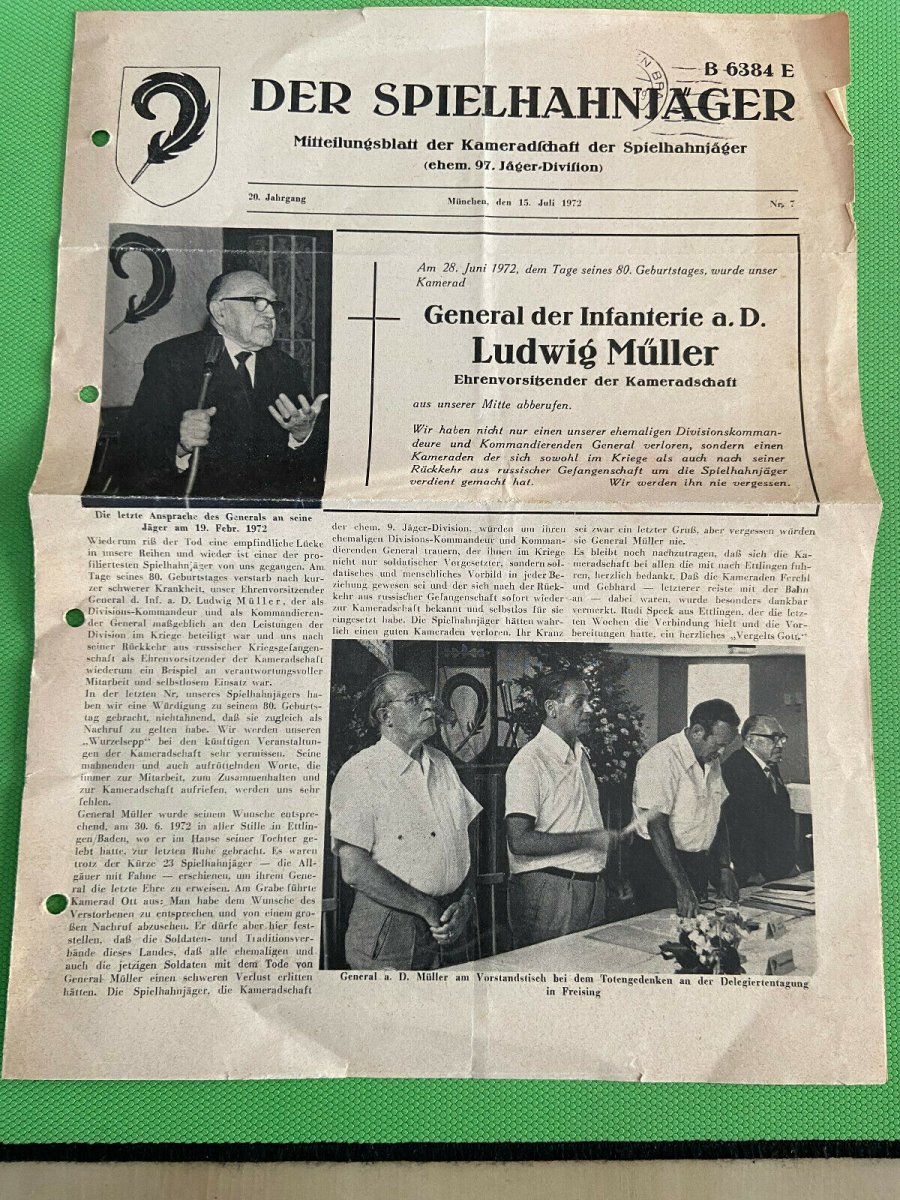 B 6384 E
DER SPIELHAHNJÄGER
Mitteilungsblatt der Kameradschaft der Spielhahnjäger
(ehem. 97. Jäger-Division)
20. Jahrgang
München, den 15. Juli 1972
Nr. 7
Am 28. Juni 1972, dem Tage seines 80. Geburtstages, wurde unser
Kamerad
General der Infanterie a. D.
Ludwig Müller
Ehrenvorsitzender der Kameradschaft
aus unserer Mitte abberufen.
Wir haben nicht nur einen unserer ehemaligen Divisionskomman-
deure und Kommandierenden General verloren, sondern einen
Kameraden der sich sowohl im Kriege als auch nach seiner
Rückkehr aus russischer Gefangenschaft um die Spielhahnjäger
verdient gemacht hat. Wir werden ihn nie vergessen.
Die letzte Ansprache des Generals an seine
Jäger am 19. Febr. 1972
Wiederum riß der Tod eine empfindliche Lücke
in unsere Reihen und wieder ist einer der pro-
filiertesten Spielhahnjäger von uns gegangen. Am
Tage seines 80. Geburtstages verstarb nach kur-
zer schwerer Krankheit, unser Ehrenvorsitzender
General d. Inf. a. D. Ludwig Müller, der als
Divisions-Kommandeur und als Kommandieren-
der General maßgeblich an den Leistungen der
Division im Kriege beteiligt war und uns nach
seiner Rückkehr aus russischer Kriegsgefangen-
schaft als Ehrenvorsitzender der Kameradschaft
wiederum ein Beispiel an verantwortungsvoller
Mitarbeit und selbstlosem Einsatz war.
In der letzten Nr. unseres Spielhahnjägers ha-
ben wir eine Würdigung zu seinem 80. Geburts-
tag gebracht, nichtahnend, daß sie zugleich als
Nachruf zu gelten habe. Wir werden unseren
„Wurzelsepp" bei den künftigen Veranstaltun-
gen der Kameradschaft sehr vermissen. Seine
mahnenden und auch aufrüttelnden Worte, die
immer zur Mitarbeit, zum Zusammenhalten und
zur Kameradschaft aufriefen, werden uns sehr
fehlen.
General Müller wurde seinem Wunsche entspre-
chend, am 30. 6. 1972 in aller Stille in Ettlin-
gen/Baden, wo er im Hause seiner Tochter ge-
lebt hatte, zur letzten Ruhe gebracht. Es waren
trotz der Kürze 23 Spielhahnjäger — die All-
gäuer mit Fahne — erschienen, um ihrem Gene-
ral die letzte Ehre zu erweisen. Am Grabe führte
Kamerad Ott aus: Man habe dem Wunsche des
Verstorbenen zu entsprechen und von einem gro-
ßen Nachruf abzusehen. Er dürfe aber hier fest-
stellen, daß die Soldaten- und Traditionsver-
bände dieses Landes, daß alle ehemaligen und
auch die jetzigen Soldaten mit dem Tode von
General Müller einen schweren Verlust erlitten
hätten. Die Spielhahnjäger, die Kameradschaft
der ehem. 9. Jäger-Division, würden um ihren
ehemaligen Divisions-Kommandeur und Komman-
dierenden General trauern, der ihnen im Kriege
nicht nur soldatischer Vorgesetzter, sondern sol-
datisches und menschliches Vorbild in jeder Be-
ziehung gewesen sei und der sich nach der Rück-
kehr aus russischer Gefangenschaft sofort wieder
zur Kameradschaft bekannt und selbstlos für sie
eingesetzt habe. Die Spielhahnjäger hätten wahr-
lich einen guten Kameraden verloren. Ihr Kranz
sei zwar ein letzter Gruß, aber vergessen würden
sie General Müller nie.
Es bleibt noch nachzutragen, daß sich die Ka-
meradschaft bei allen die mit nach Ettlingen fuh-
ren, herzlich bedankt. Daß die Kameraden Ferchl
und Gebhard — letzterer reiste mit der Bahn
an — dabei waren, wurde besonders dankbar
vermerkt. Rudi Speck aus Ettlingen, der die letz-
ten Wochen die Verbindung hielt und die Vor-
bereitungen hatte, ein herzliches „Vergelts Gott."
General a. D. Müller am Vorstandstisch bei dem Totengedenken an der Delegiertentagung
in Freising